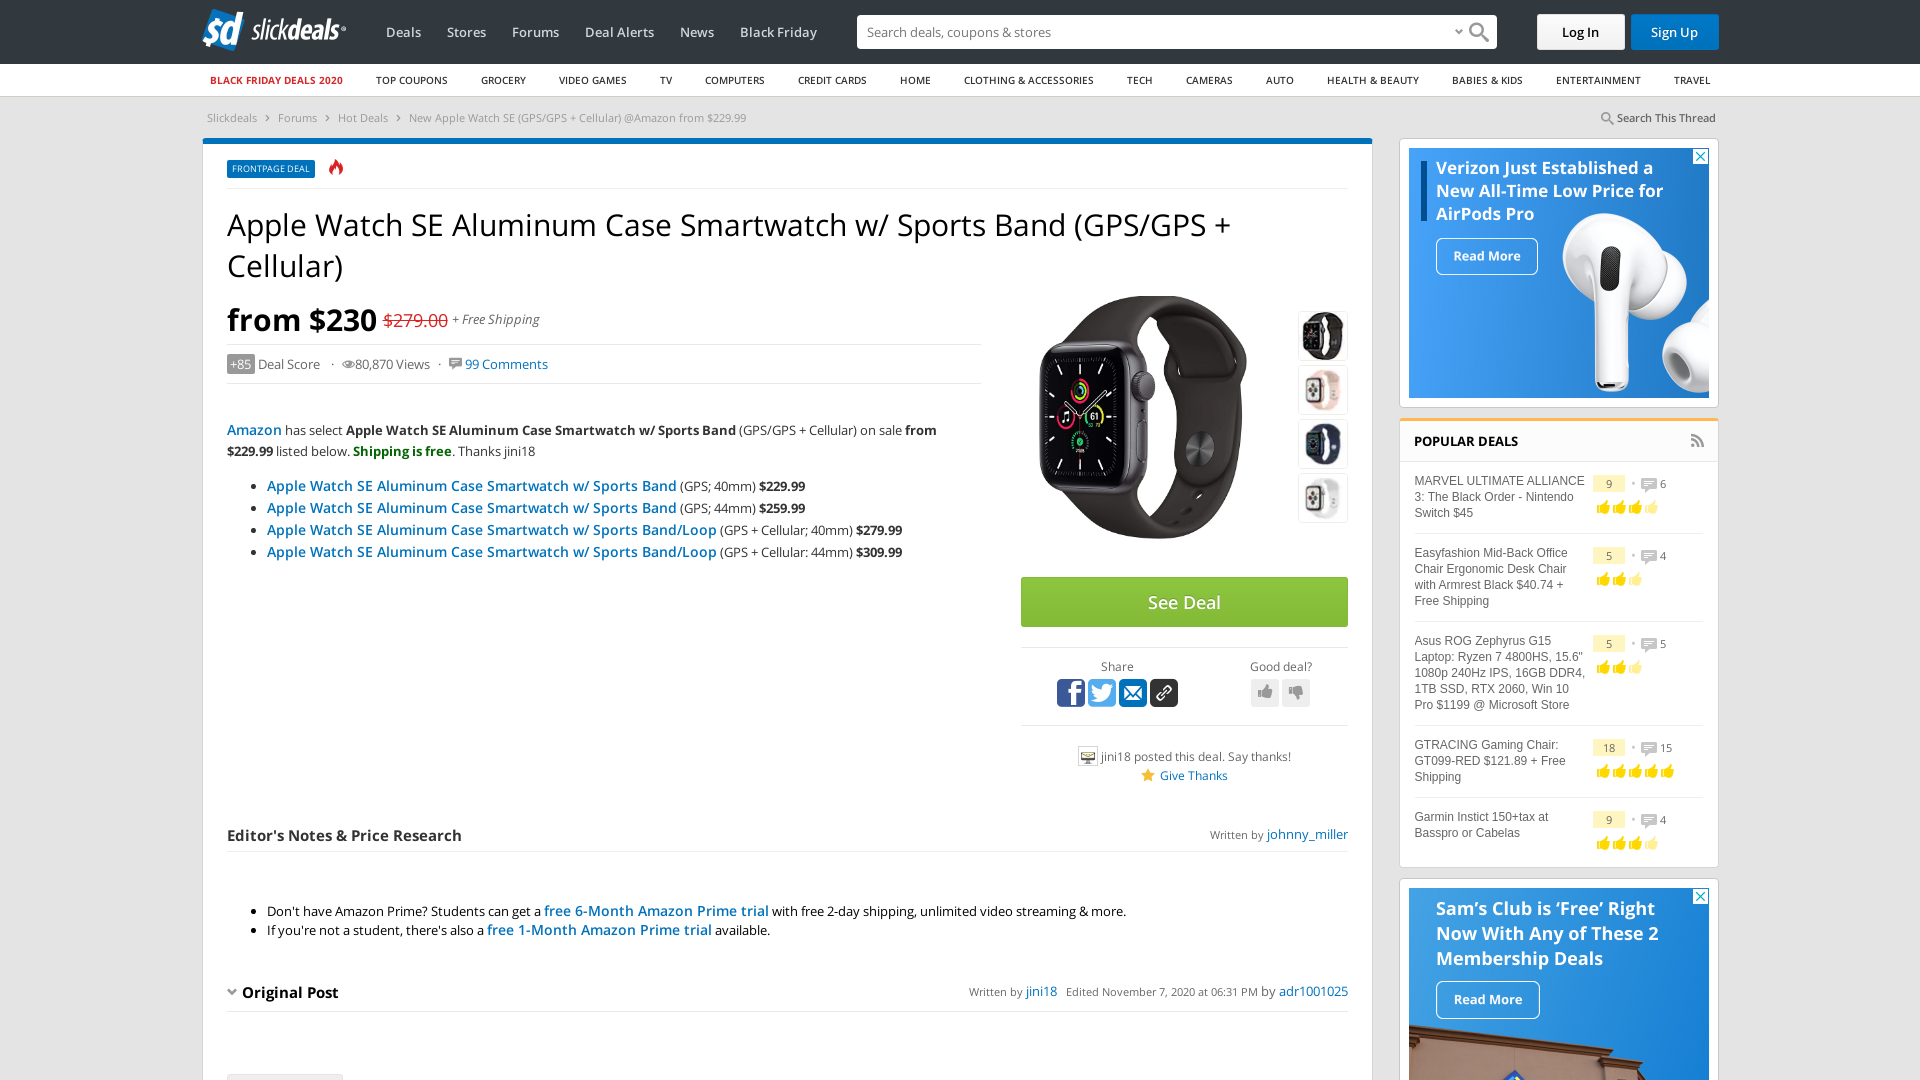 sd slickdeals
Deals
Stores
Forums
Deal Alerts
News
Black Friday
Search deals, coupons & stores
Log In
Sign Up
BLACK FRIDAY DEALS 2020
TOP COUPONS
GROCERY
VIDEO GAMES
TV
COMPUTERS
CREDIT CARDS
HOME
CLOTHING & ACCESSORIES
TECH
CAMERAS
AUTO
HEALTH & BEAUTY
BABIES & KIDS
ENTERTAINMENT
TRAVEL
Slickdeals › Forums › Hot Deals › New Apple Watch SE (GPS/GPS + Cellular) @Amazon from $229.99
Search This Thread
FRONTPAGE DEAL
Apple Watch SE Aluminum Case Smartwatch w/ Sports Band (GPS/GPS +
Cellular)
from $230 $279.00 + Free Shipping
+85 Deal Score · 80,870 Views · 99 Comments
Amazon has select Apple Watch SE Aluminum Case Smartwatch w/ Sports Band (GPS/GPS + Cellular) on sale from
$229.99 listed below. Shipping is free. Thanks jini18
Apple Watch SE Aluminum Case Smartwatch w/ Sports Band (GPS; 40mm) $229.99
Apple Watch SE Aluminum Case Smartwatch w/ Sports Band (GPS; 44mm) $259.99
Apple Watch SE Aluminum Case Smartwatch w/ Sports Band/Loop (GPS + Cellular; 40mm) $279.99
Apple Watch SE Aluminum Case Smartwatch w/ Sports Band/Loop (GPS + Cellular: 44mm) $309.99
61
See Deal
Share
Good deal?
jini18 posted this deal. Say thanks!
Give Thanks
Editor's Notes & Price Research
Written by johnny_miller
Don't have Amazon Prime? Students can get a free 6-Month Amazon Prime trial with free 2-day shipping, unlimited video streaming & more.
If you're not a student, there's also a free 1-Month Amazon Prime trial available.
Original Post
Written by jini18 Edited November 7, 2020 at 06:31 PM by adr1001025
Verizon Just Established a
New All-Time Low Price for
AirPods Pro
Read More
POPULAR DEALS
MARVEL ULTIMATE ALLIANCE
3: The Black Order - Nintendo
Switch $45
9 • 6
Easyfashion Mid-Back Office
Chair Ergonomic Desk Chair
with Armrest Black $40.74 +
Free Shipping
5 • 4
Asus ROG Zephyrus G15
Laptop: Ryzen 7 4800HS, 15.6"
1080p 240Hz IPS, 16GB DDR4,
1TB SSD, RTX 2060, Win 10
Pro $1199 @ Microsoft Store
5 • 5
GTRACING Gaming Chair:
GT099-RED $121.89 + Free
Shipping
18 • 15
Garmin Instict 150+tax at
Basspro or Cabelas
9 • 4
Sam's Club is 'Free' Right
Now With Any of These 2
Membership Deals
Read More